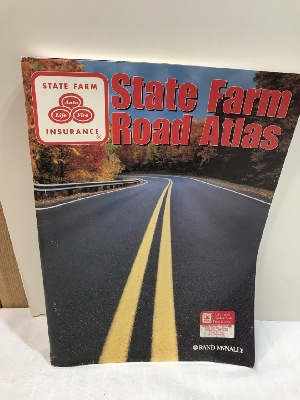 STATE FARM
Auto
Life Fire
INSURANCE
®
State Farm
Road Atlas
RAND McNALLY